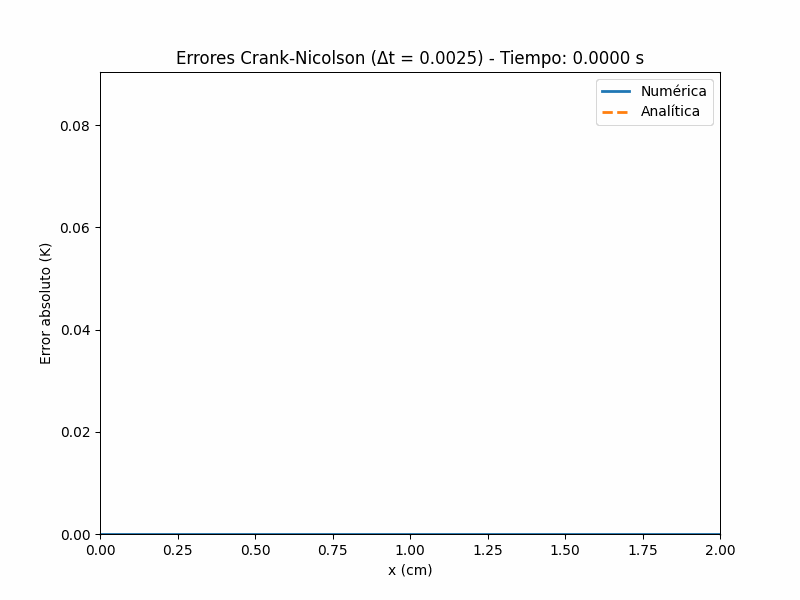 Errores Crank-Nicolson (Δt = 0.0025) - Tiempo: 0.0000 s
Numérica
Analítica
0.08
0.06
0.04
0.02
0.00
Error absoluto (K)
0.00 0.25 0.50 0.75 1.00 1.25 1.50 1.75 2.00
x (cm)